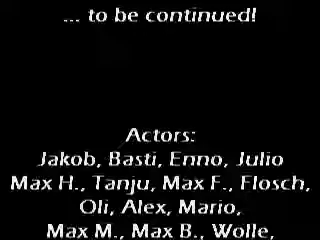 ... to be continued!
Actors:
Jakob, Basti, Enno, Julio
Max H., Tanju, Max F., Flosch,
Oli, Alex, Mario,
Max M., Max B., Wolle,